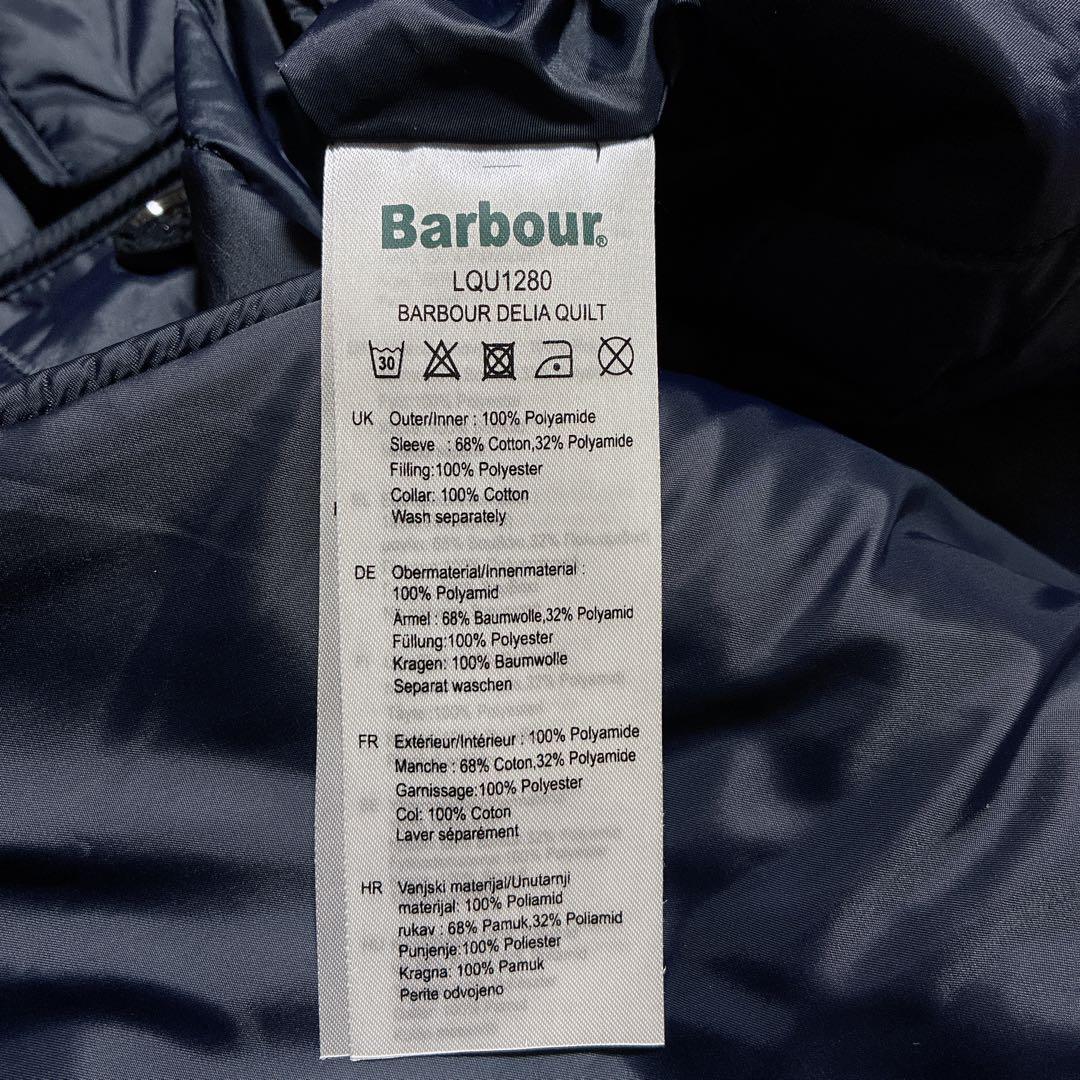 Barbour®
LQU1280
BARBOUR DELIA QUILT
30
UK Outer/Inner : 100% Polyamide
Sleeve : 68% Cotton,32% Polyamide
Filling:100% Polyester
Collar: 100% Cotton
Wash separately
DE Obermaterial/Innenmaterial :
100% Polyamid
Ärmel : 68% Baumwolle,32% Polyamid
Füllung:100% Polyester
Kragen: 100% Baumwolle
Separat waschen
FR Extérieur/Intérieur : 100% Polyamide
Manche : 68% Coton,32% Polyamide
Garnissage:100% Polyester
Col: 100% Coton
Laver séparément
HR Vanjski materijal/Unutarnji
materijal: 100% Poliamid
rukav : 68% Pamuk,32% Poliamid
Punjenje:100% Poliester
Kragna: 100% Pamuk
Perite odvojeno